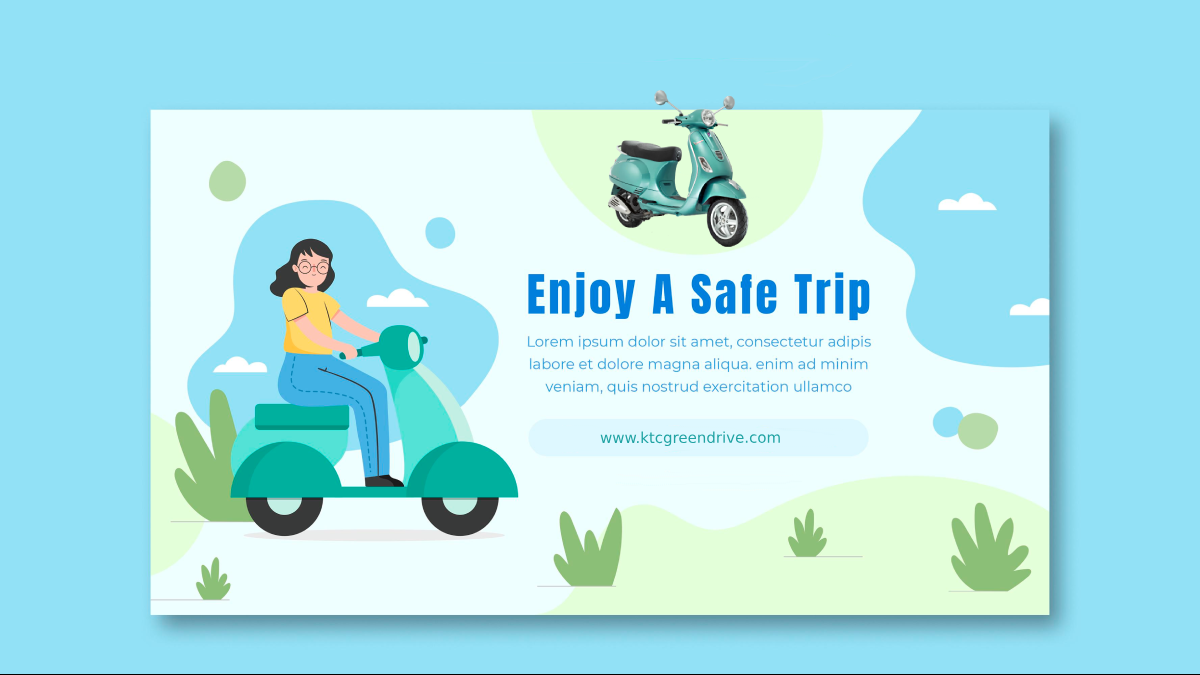 Enjoy A Safe Trip
Lorem ipsum dolor sit amet, consectetur adipis
labore et dolore magna aliqua. enim ad minim
veniam, quis nostrud exercitation ullamco
www.ktcgreendrive.com